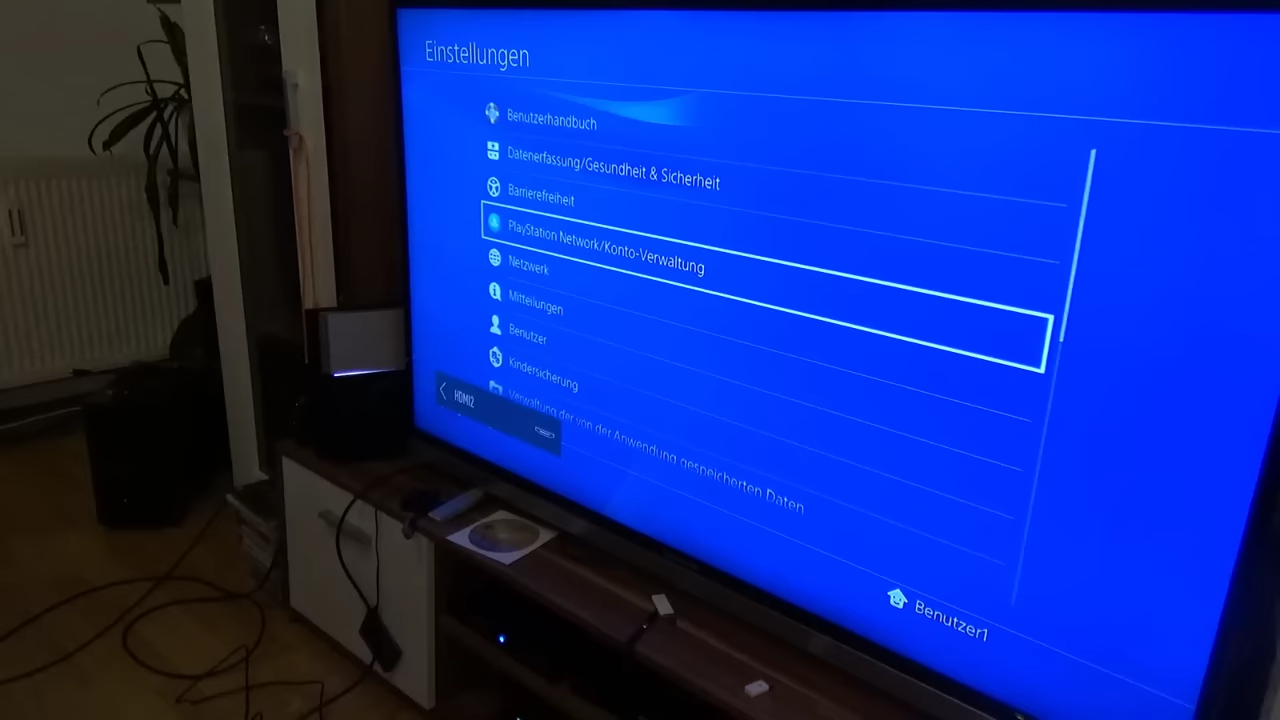 Einstellungen
Benutzerhandbuch
Datenerfassung/Gesundheit & Sicherheit
Barrierefreiheit
PlayStation Network/Konto-Verwaltung
Netzwerk
Mitteilungen
Benutzer
Kindersicherung
Verwaltung der von der Anwendung gespeicherten Daten
HDMI2
Benutzer1